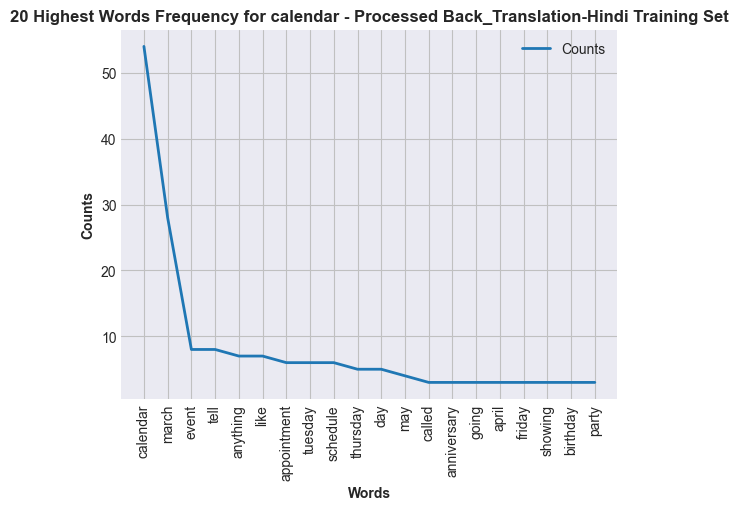 20 Highest Words Frequency for calendar - Processed Back_Translation-Hindi Training Set
Counts
50
40
30
20
10
Counts
calendar
march
event
tell
anything
like
appointment
tuesday
schedule
thursday
day
may
called
anniversary
going
april
friday
showing
birthday
party
Words